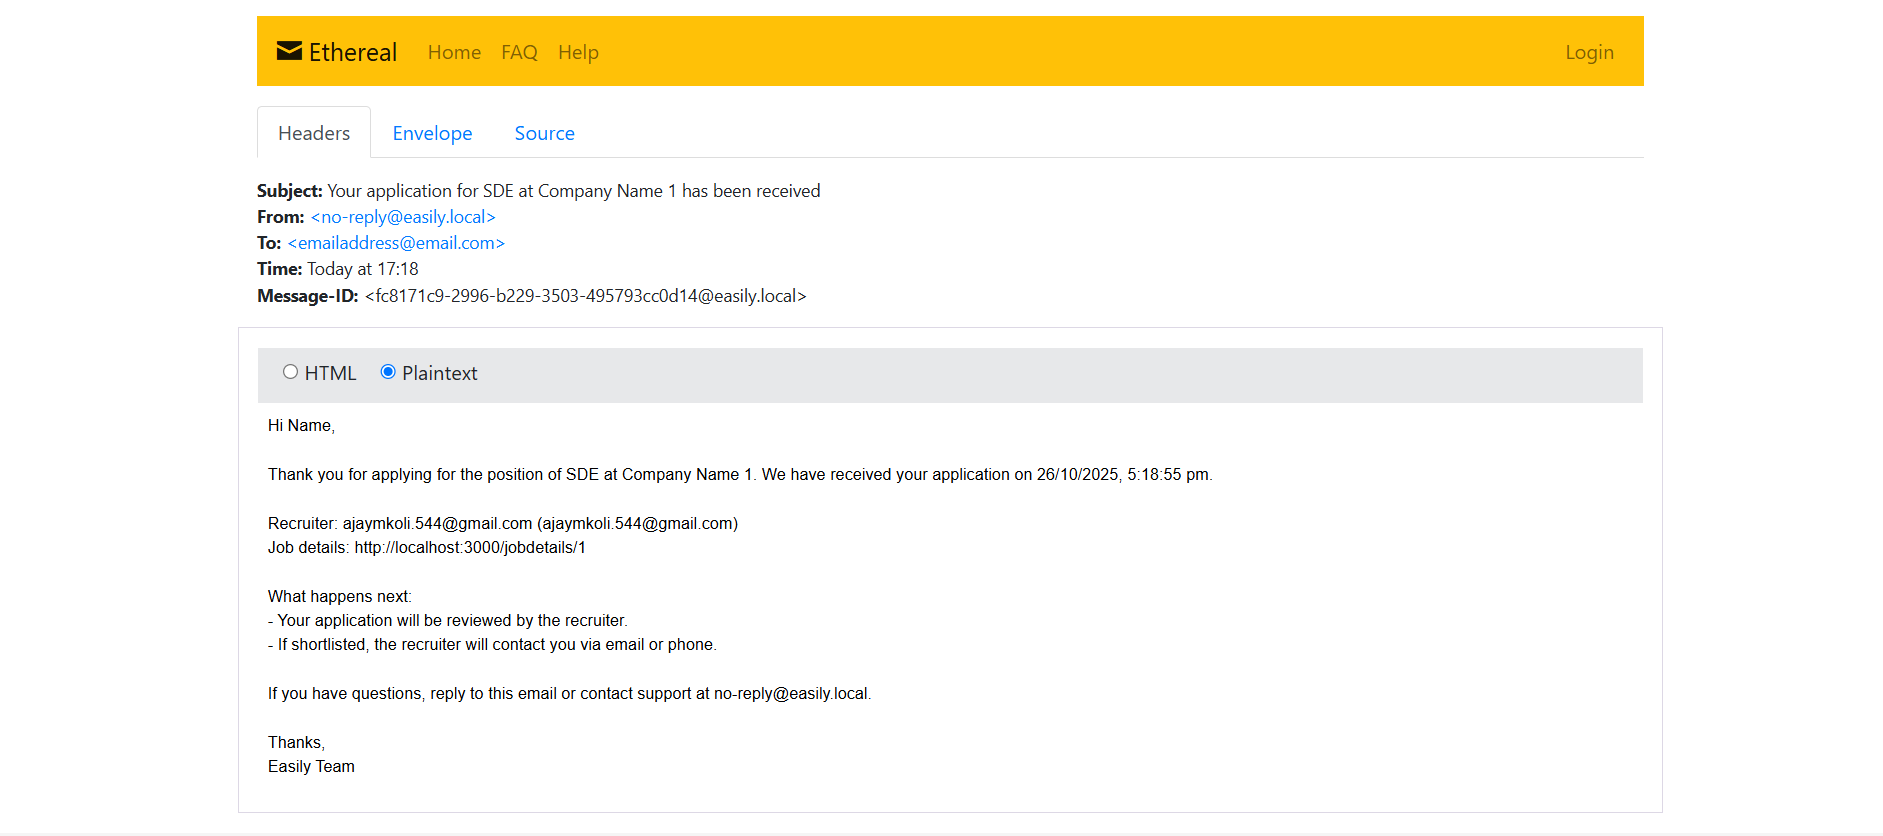 Ethereal Home FAQ Help Login
Headers Envelope Source
Subject: Your application for SDE at Company Name 1 has been received
From: <no-reply@easily.local>
To: <emailaddress@email.com>
Time: Today at 17:18
Message-ID: <fc8171c9-2996-b229-3503-495793cc0d14@easily.local>
HTML Plaintext
Hi Name,
Thank you for applying for the position of SDE at Company Name 1. We have received your application on 26/10/2025, 5:18:55 pm.
Recruiter: ajaymkoli.544@gmail.com (ajaymkoli.544@gmail.com)
Job details: http://localhost:3000/jobdetails/1
What happens next:
- Your application will be reviewed by the recruiter.
- If shortlisted, the recruiter will contact you via email or phone.
If you have questions, reply to this email or contact support at no-reply@easily.local.
Thanks,
Easily Team